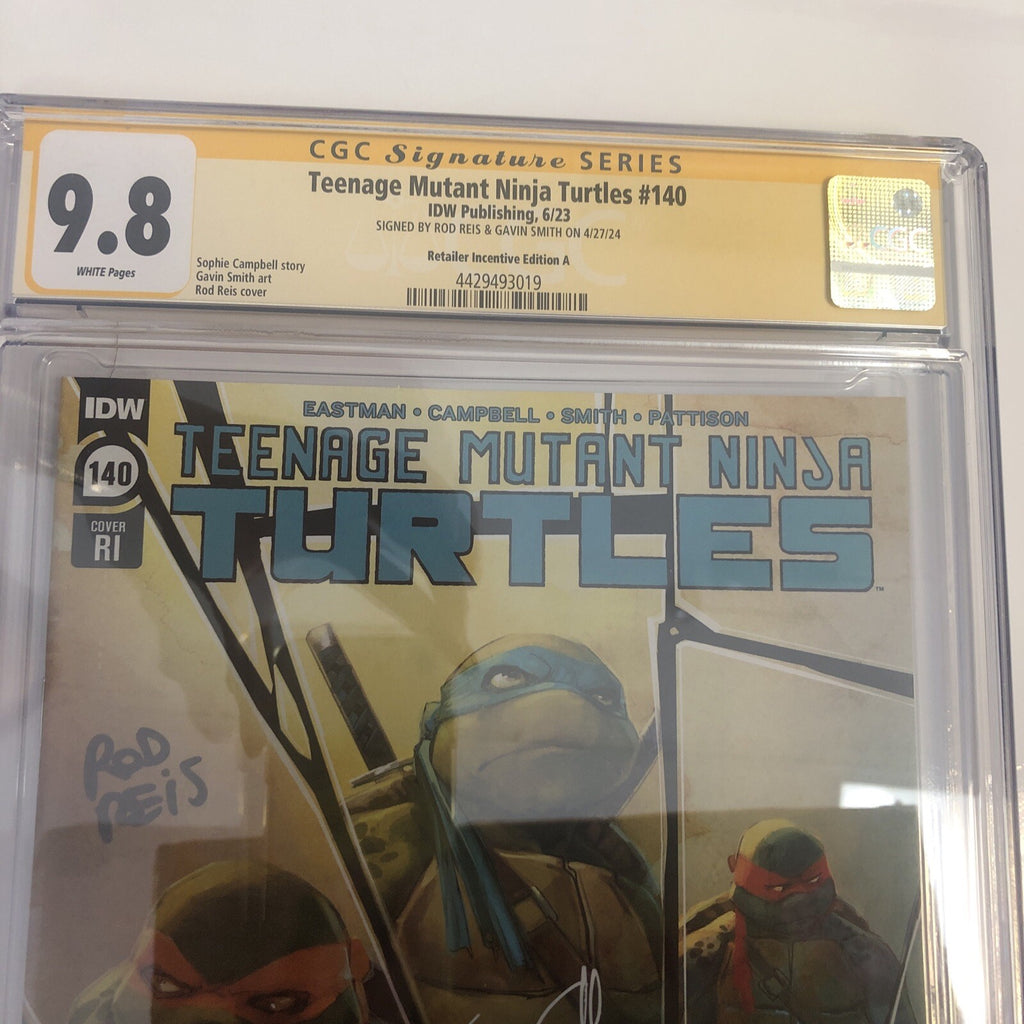 CGC Signature SERIES
Teenage Mutant Ninja Turtles #140
IDW Publishing, 6/23
SIGNED BY ROD REIS & GAVIN SMITH ON 4/27/24
Retailer Incentive Edition A
4429493019
9.8
WHITE Pages
Sophie Campbell story
Gavin Smith art
Rod Reis cover
CGC
IDW
140
COVER
RI
EASTMAN • CAMPBELL • SMITH • PATTISON
TEENAGE MUTANT NINJA
TURTLES
TM
ROD
REIS